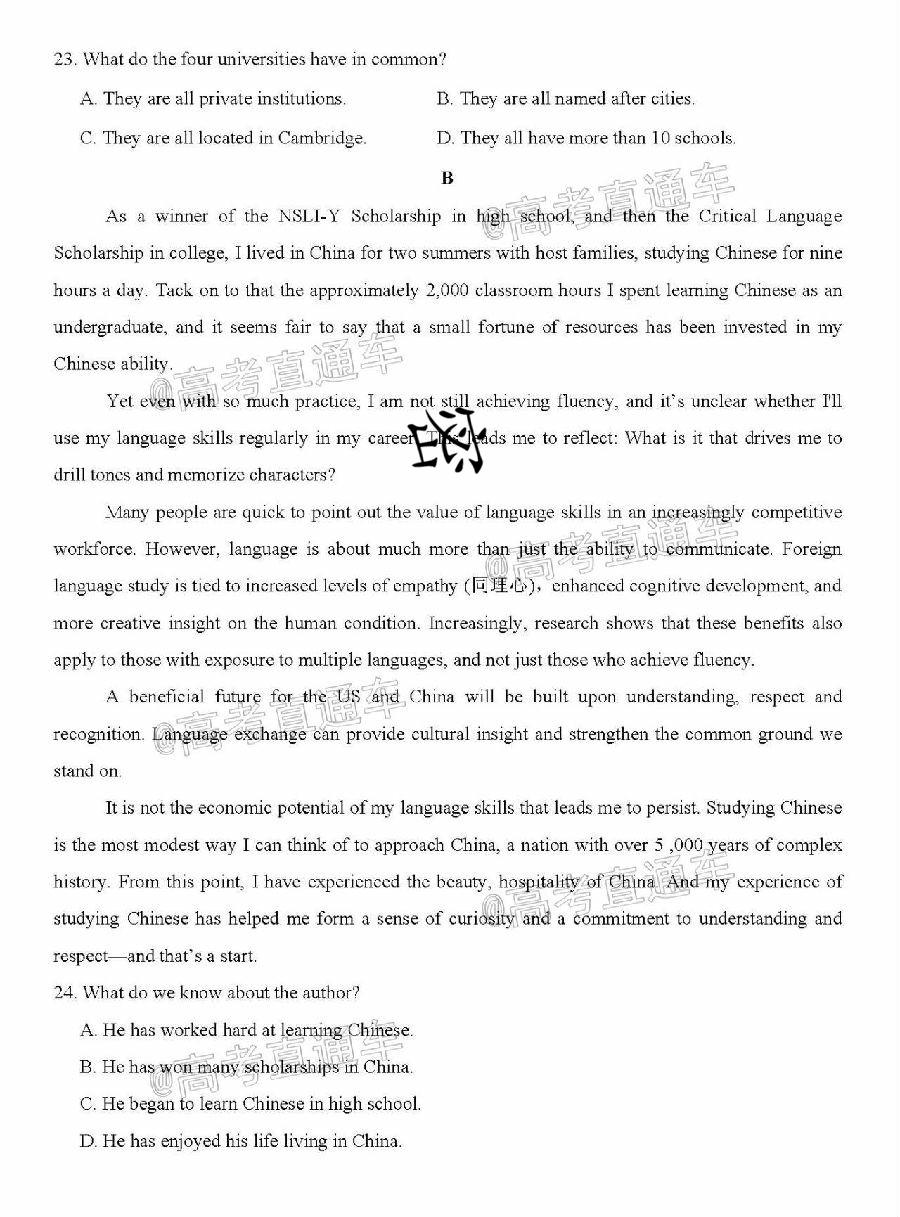 23. What do the four universities have in common?
A. They are all private institutions. B. They are all named after cities.
C. They are all located in Cambridge. D. They all have more than 10 schools.
B
@高考直通车
As a winner of the NSLI-Y Scholarship in high school, and then the Critical Language
Scholarship in college, I lived in China for two summers with host families, studying Chinese for nine
hours a day. Tack on to that the approximately 2,000 classroom hours I spent learning Chinese as an
undergraduate, and it seems fair to say that a small fortune of resources has been invested in my
Chinese ability.
@高考直通车
Yet even with so much practice, I am not still achieving fluency, and it's unclear whether I'll
use my language skills regularly in my career. This leads me to reflect: What is it that drives me to
drill tones and memorize characters?
Many people are quick to point out the value of language skills in an increasingly competitive
@高考直通车
workforce. However, language is about much more than just the ability to communicate. Foreign
language study is tied to increased levels of empathy (同理心), enhanced cognitive development, and
more creative insight on the human condition. Increasingly, research shows that these benefits also
apply to those with exposure to multiple languages, and not just those who achieve fluency.
A beneficial future for the US and China will be built upon understanding, respect and
@高考直通车
recognition. Language exchange can provide cultural insight and strengthen the common ground we
stand on.
It is not the economic potential of my language skills that leads me to persist. Studying Chinese
is the most modest way I can think of to approach China, a nation with over 5 ,000 years of complex
history. From this point, I have experienced the beauty, hospitality of China. And my experience of
@高考直通车
studying Chinese has helped me form a sense of curiosity and a commitment to understanding and
respect—and that's a start.
24. What do we know about the author?
A. He has worked hard at learning Chinese.
@高考直通车
B. He has won many scholarships in China.
C. He began to learn Chinese in high school.
D. He has enjoyed his life living in China.